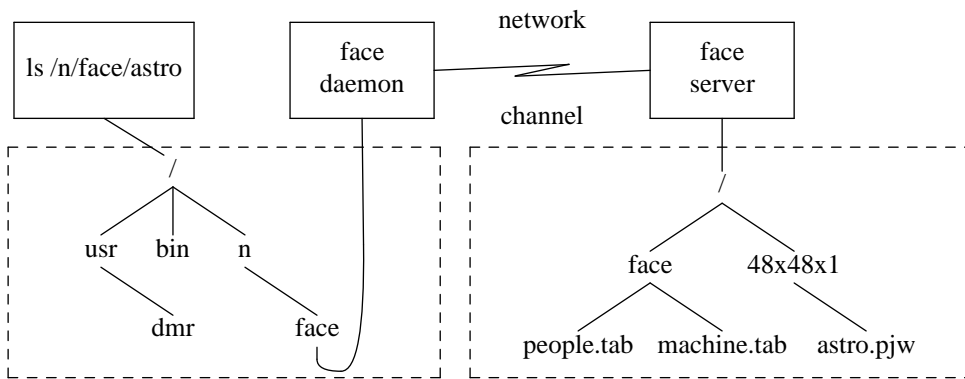 network
ls /n/face/astro
face
daemon
face
server
channel
/
/
usr bin n
face 48x48x1
dmr face
people.tab machine.tab astro.pjw